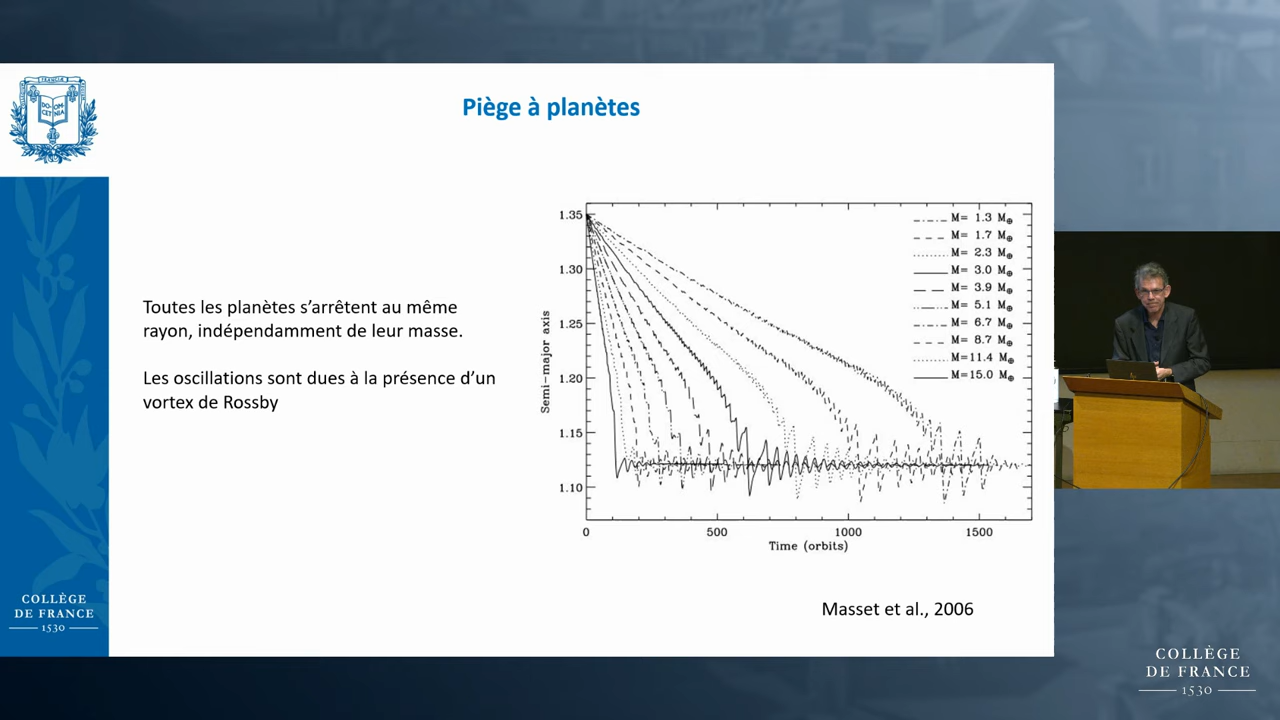 Piège à planètes
Toutes les planètes s’arrêtent au même
rayon, indépendamment de leur masse.
Les oscillations sont dues à la présence d’un
vortex de Rossby
Semi-major axis
1.35
1.30
1.25
1.20
1.15
1.10
M= 1.3 M⊕
M= 1.7 M⊕
M= 2.3 M⊕
M= 3.0 M⊕
M= 3.9 M⊕
M= 5.1 M⊕
M= 6.7 M⊕
M= 8.7 M⊕
M=11.4 M⊕
M=15.0 M⊕
0 500 1000 1500
Time (orbits)
Masset et al., 2006
COLLÈGE
DE FRANCE
1530
COLLÈGE
DE FRANCE
1530